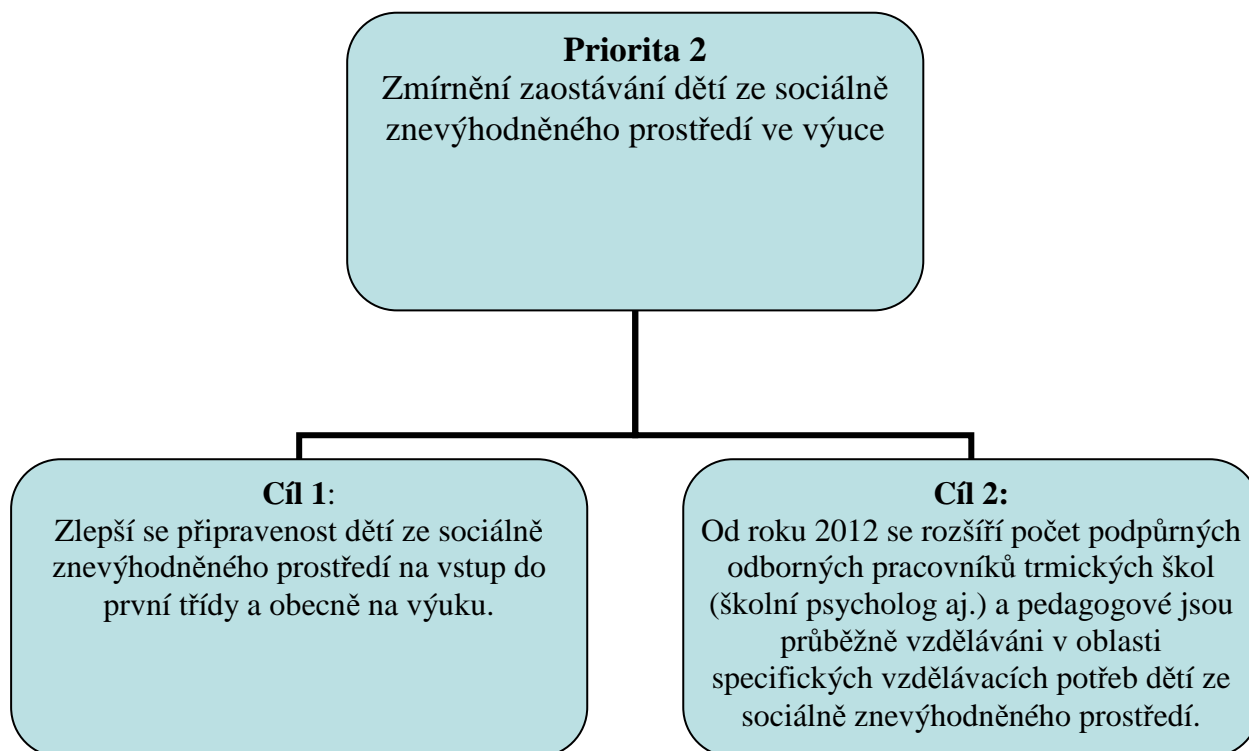 Priorita 2
Zmírnění zaostávání dětí ze sociálně
znevýhodněného prostředí ve výuce
Cíl 1:
Zlepší se připravenost dětí ze sociálně
znevýhodněného prostředí na vstup do
první třídy a obecně na výuku.
Cíl 2:
Od roku 2012 se rozšíří počet podpůrných
odborných pracovníků trmických škol
(školní psycholog aj.) a pedagogové jsou
průběžně vzděláváni v oblasti
specifických vzdělávacích potřeb dětí ze
sociálně znevýhodněného prostředí.